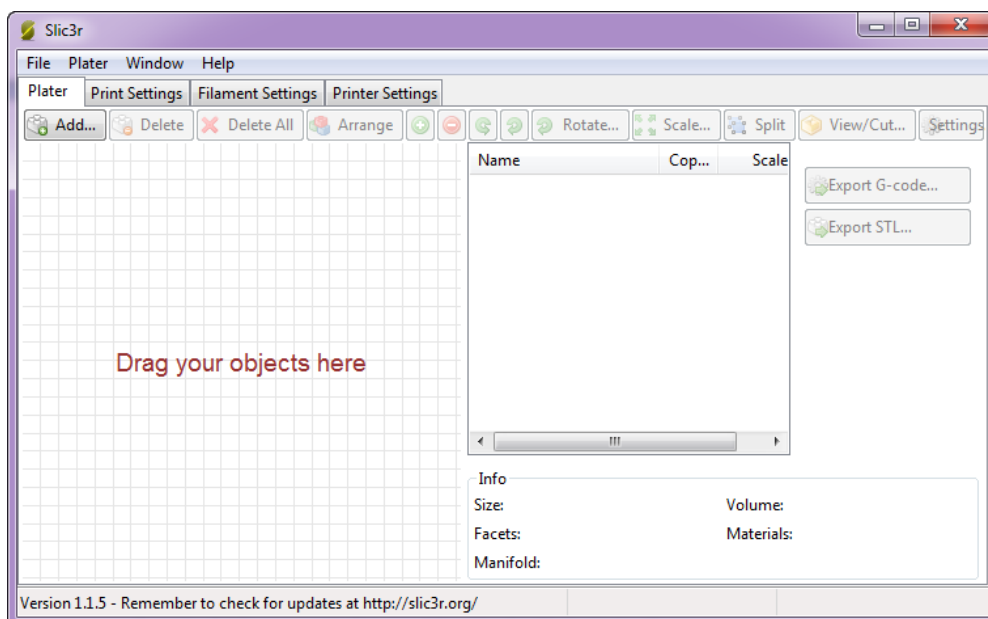 Slic3r
File Plater Window Help
Plater Print Settings Filament Settings Printer Settings
Add... Delete Delete All Arrange Rotate... Scale... Split View/Cut... Settings
Name Cop... Scale
Export G-code...
Export STL...
Drag your objects here
Info
Size: Volume:
Facets: Materials:
Manifold:
Version 1.1.5 - Remember to check for updates at http://slic3r.org/